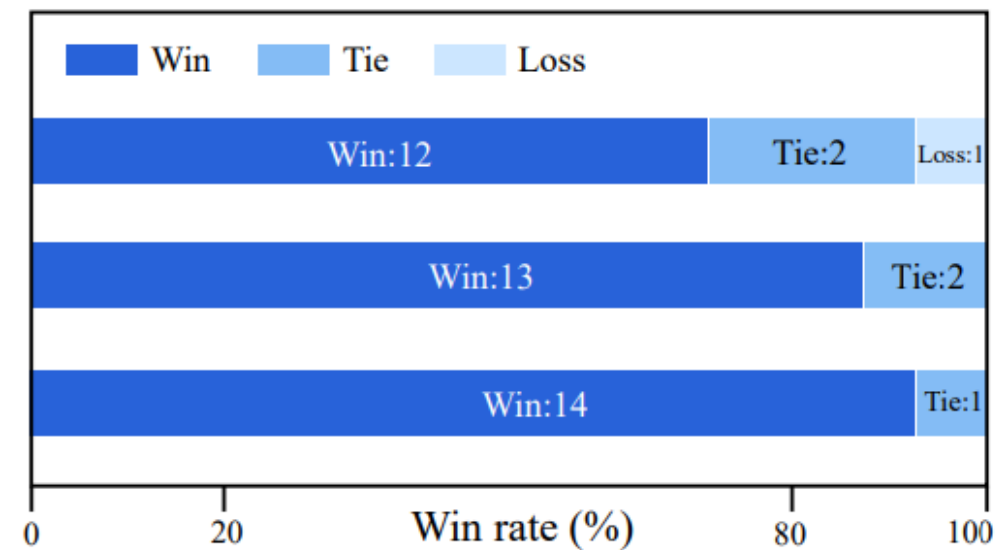 Win Tie Loss
Win:12 Tie:2 Loss:1
Win:13 Tie:2
Win:14 Tie:1
0 20 80 100
Win rate (%)